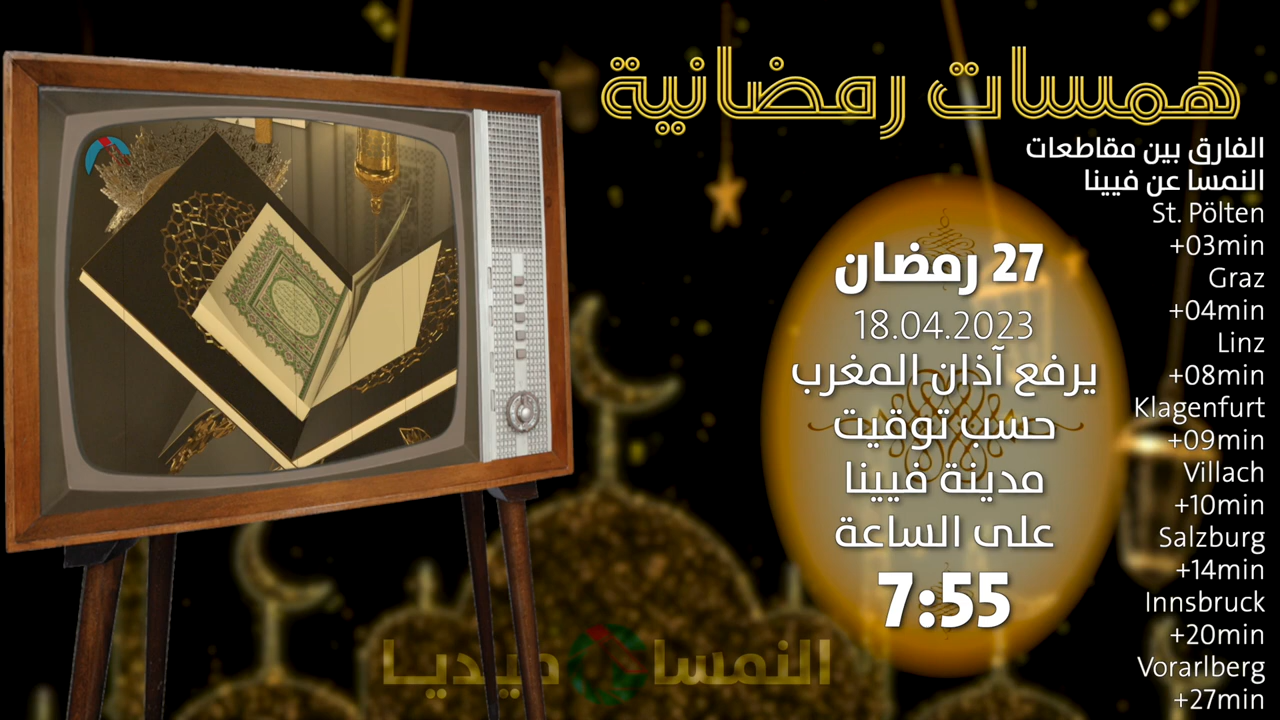 همسات رمضانية
الفارق بين مقاطعات
النمسا عن فيينا
St. Pölten
+03min
Graz
+04min
Linz
+08min
Klagenfurt
+09min
Villach
+10min
Salzburg
+14min
Innsbruck
+20min
Vorarlberg
+27min
27 رمضان
18.04.2023
يرفع آذان المغرب
حسب توقيت
مدينة فيينا
على الساعة
7:55
النمسا ميديا